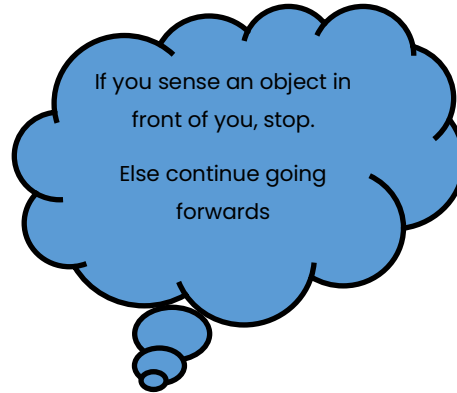 If you sense an object in
front of you, stop.
Else continue going
forwards